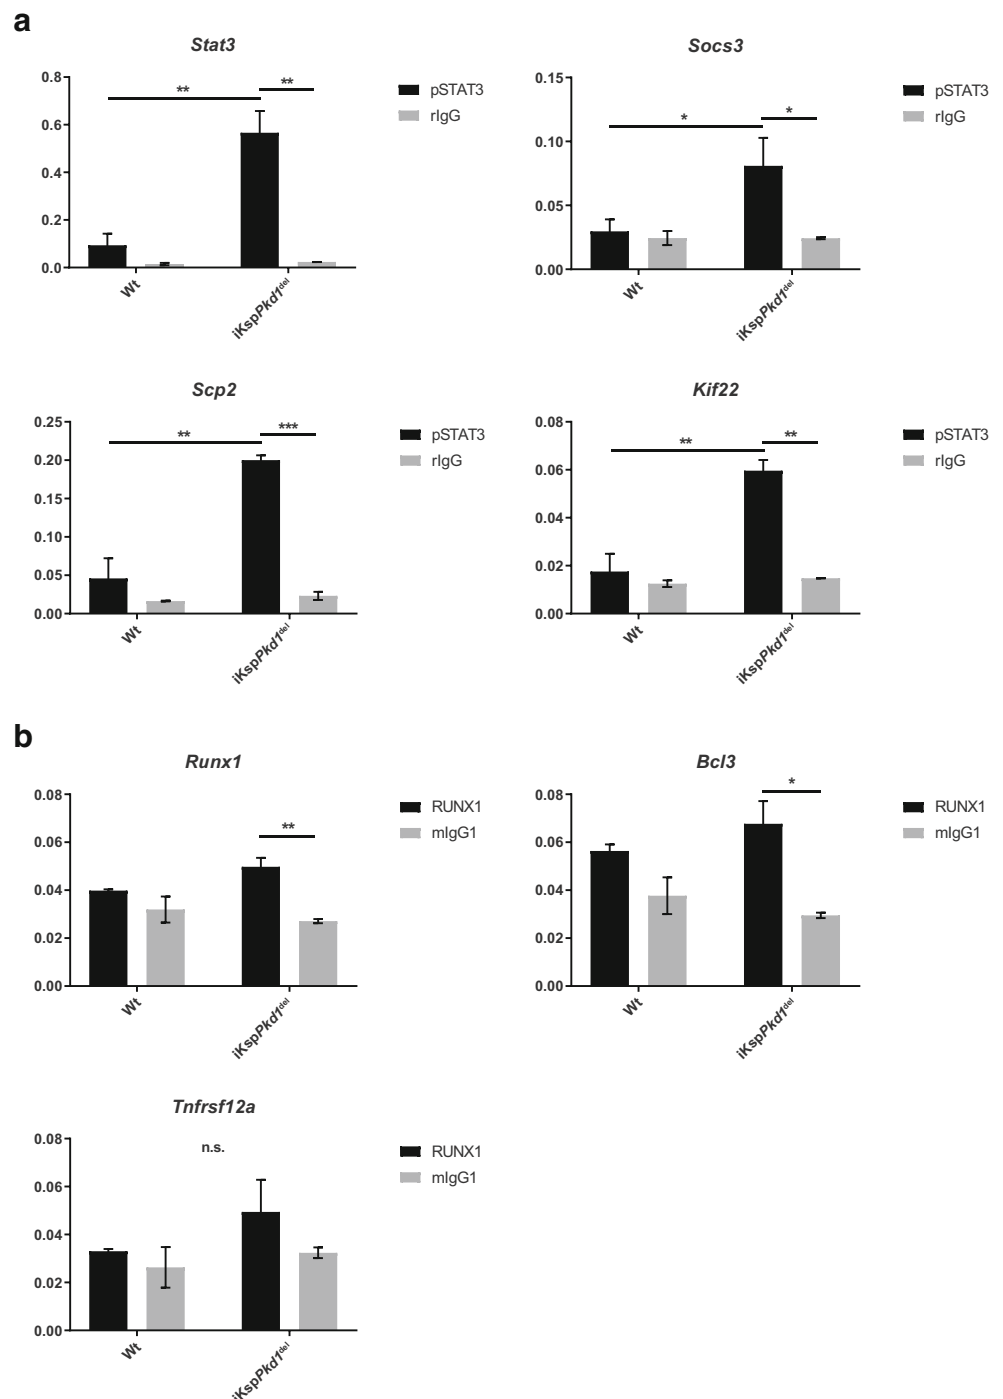 a
Stat3
0.8
0.6
0.4
0.2
0.0
**
**
pSTAT3
rIgG
Wt
iKspPkd1del
Socs3
0.15
0.10
0.05
0.00
*
*
pSTAT3
rIgG
Wt
iKspPkd1del
Scp2
0.25
0.20
0.15
0.10
0.05
0.00
**
***
pSTAT3
rIgG
Wt
iKspPkd1del
Kif22
0.08
0.06
0.04
0.02
0.00
**
**
pSTAT3
rIgG
Wt
iKspPkd1del
b
Runx1
0.08
0.06
0.04
0.02
0.00
**
RUNX1
mIgG1
Wt
iKspPkd1del
Bcl3
0.08
0.06
0.04
0.02
0.00
*
RUNX1
mIgG1
Wt
iKspPkd1del
Tnfrsf12a
0.08
0.06
0.04
0.02
0.00
n.s.
RUNX1
mIgG1
Wt
iKspPkd1del